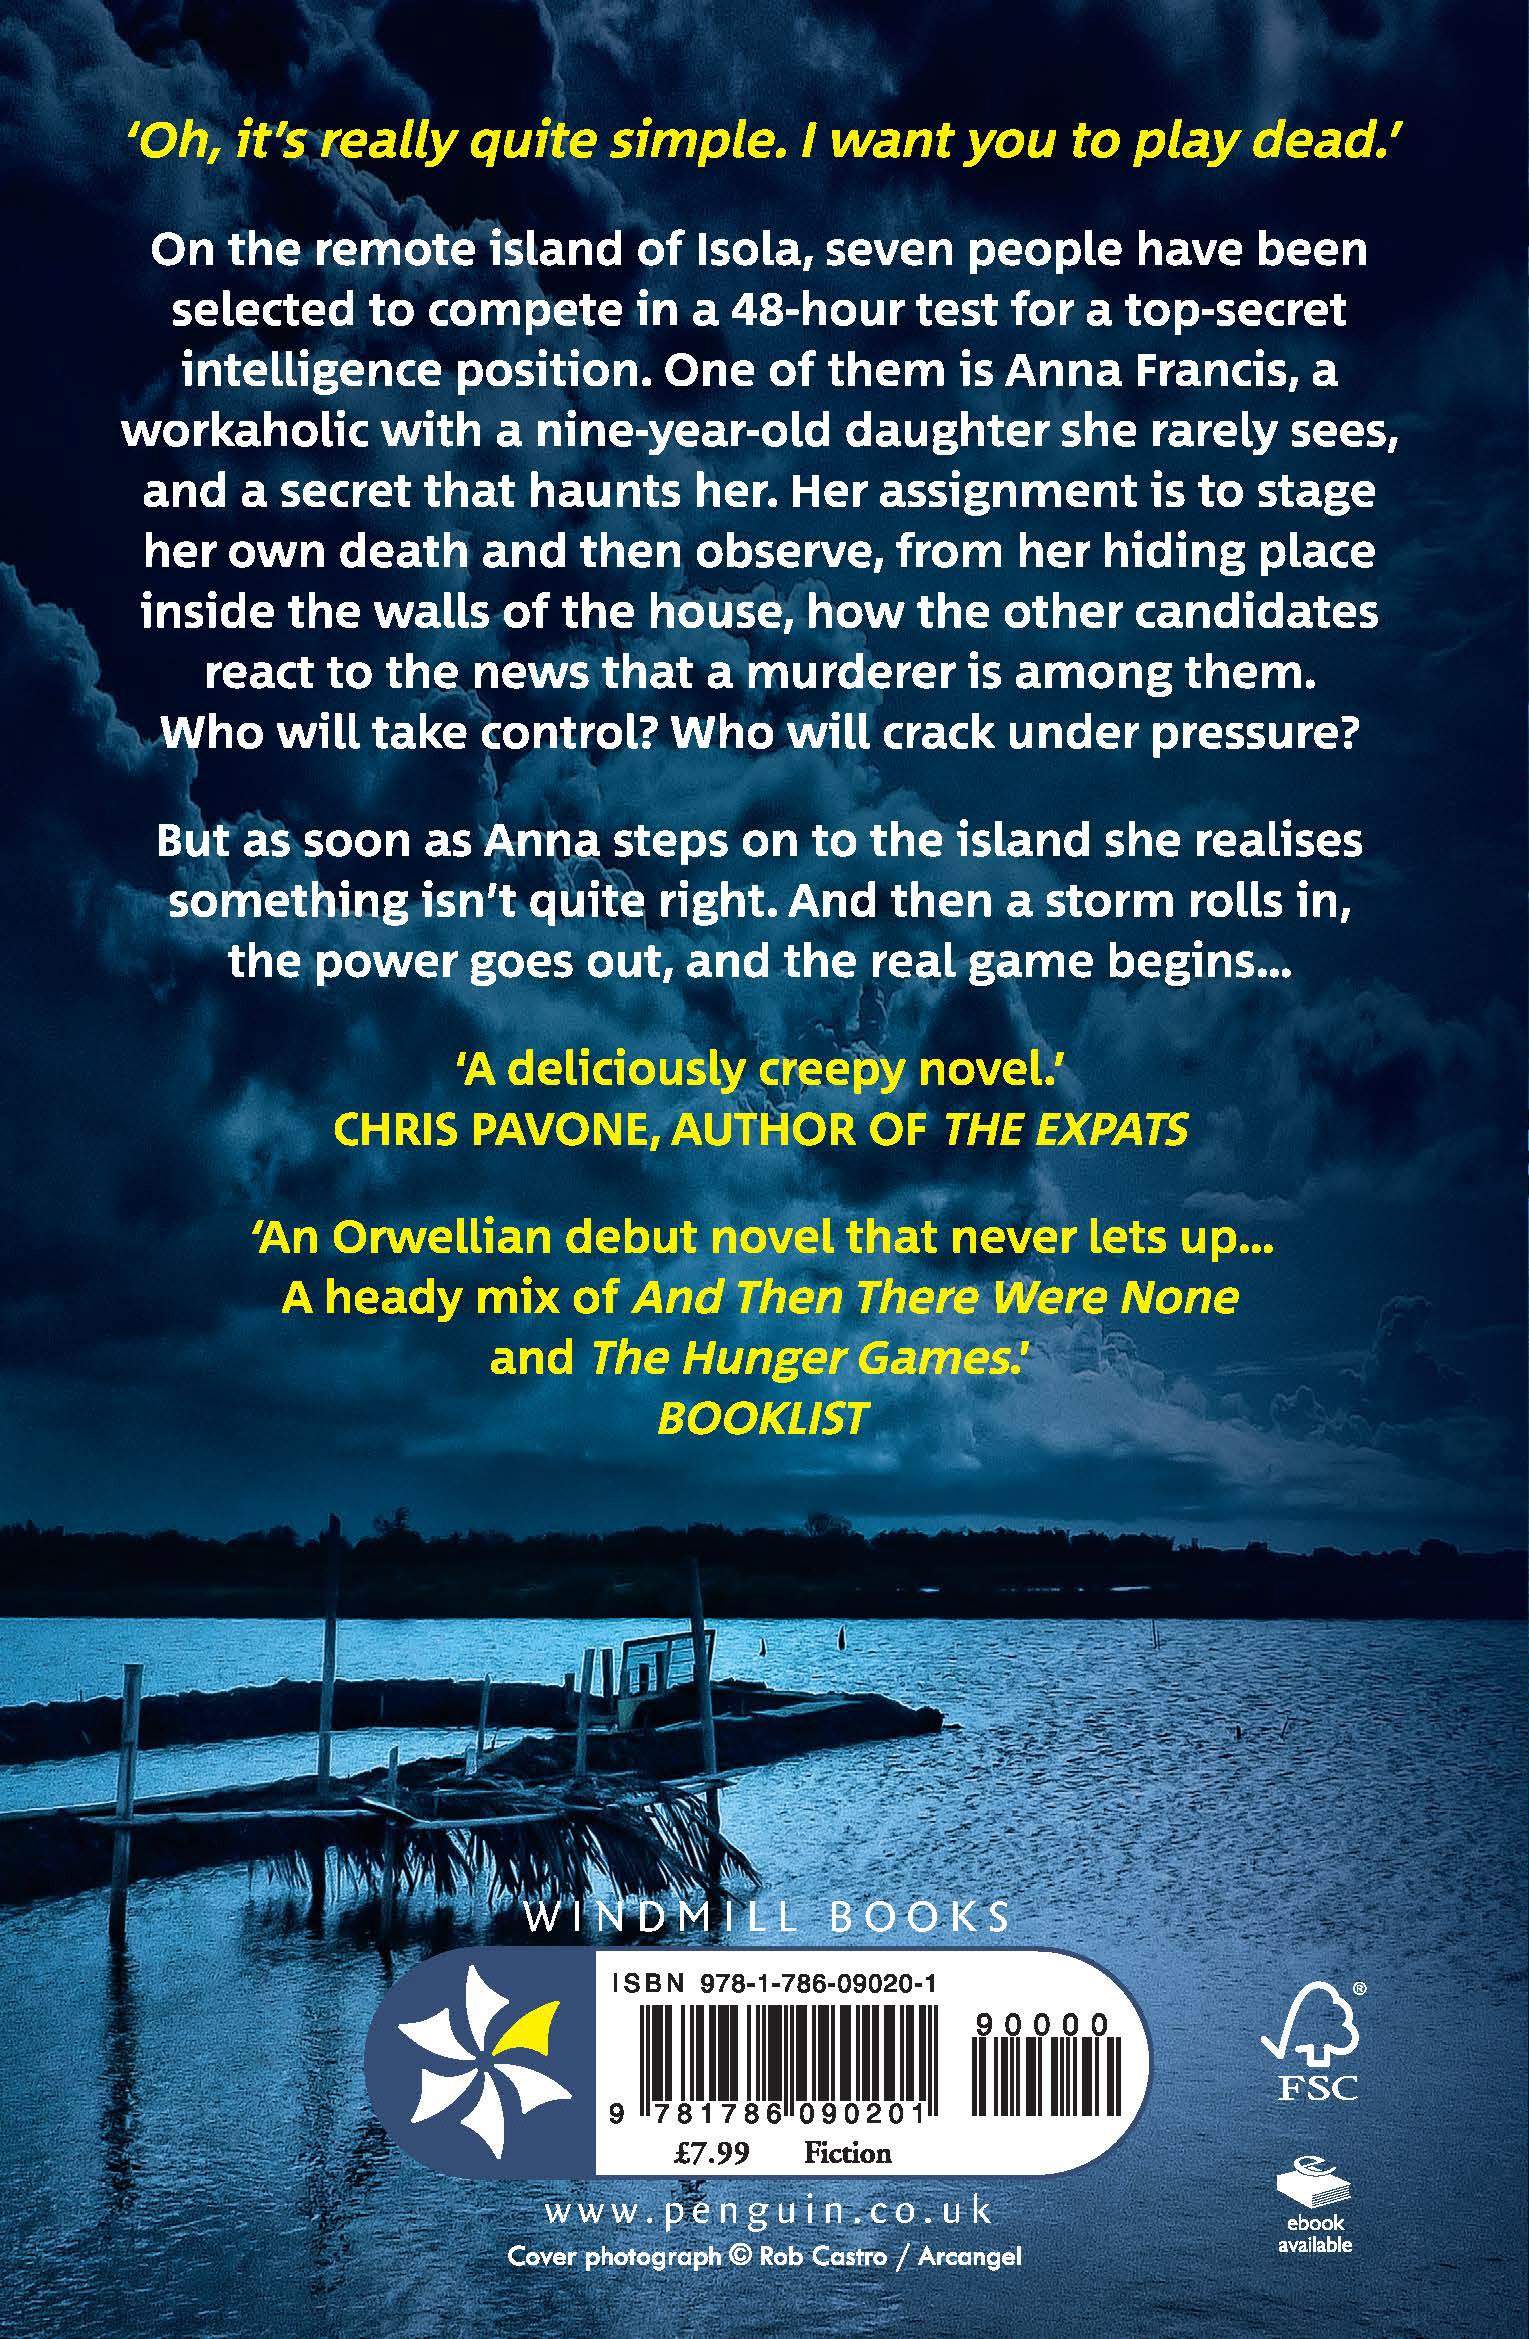 ‘Oh, it’s really quite simple. I want you to play dead.’
On the remote island of Isola, seven people have been
selected to compete in a 48-hour test for a top-secret
intelligence position. One of them is Anna Francis, a
workaholic with a nine-year-old daughter she rarely sees,
and a secret that haunts her. Her assignment is to stage
her own death and then observe, from her hiding place
inside the walls of the house, how the other candidates
react to the news that a murderer is among them.
Who will take control? Who will crack under pressure?
But as soon as Anna steps on to the island she realises
something isn’t quite right. And then a storm rolls in,
the power goes out, and the real game begins...
‘A deliciously creepy novel.’
CHRIS PAVONE, AUTHOR OF THE EXPATS
‘An Orwellian debut novel that never lets up...
A heady mix of And Then There Were None
and The Hunger Games.’
BOOKLIST
WINDMILL BOOKS
ISBN 978-1-786-09020-1
90000
9 781786 090201
£7.99 Fiction
www.penguin.co.uk
Cover photograph © Rob Castro / Arcangel
®
FSC
e
ebook
available